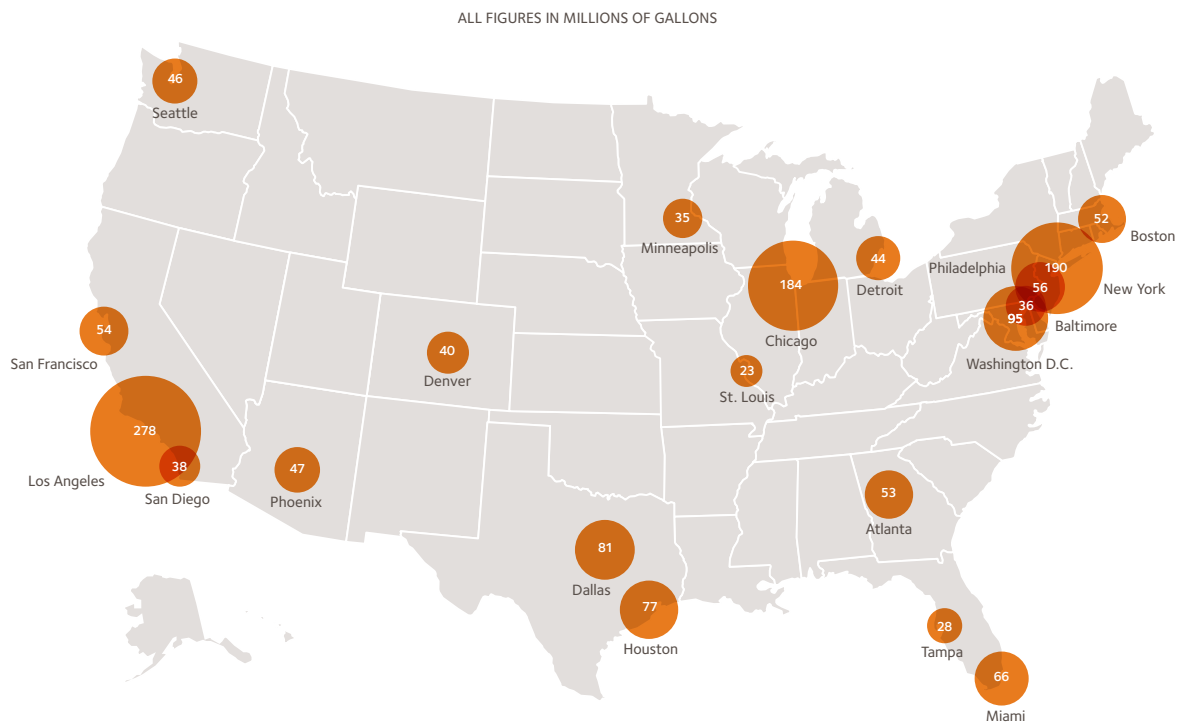 ALL FIGURES IN MILLIONS OF GALLONS
46
Seattle
35
Minneapolis
52
Boston
44
Detroit
Philadelphia
190
New York
56
36
95
Baltimore
Washington D.C.
184
Chicago
54
San Francisco
40
Denver
23
St. Louis
278
Los Angeles
38
San Diego
47
Phoenix
53
Atlanta
81
Dallas
77
Houston
28
Tampa
66
Miami